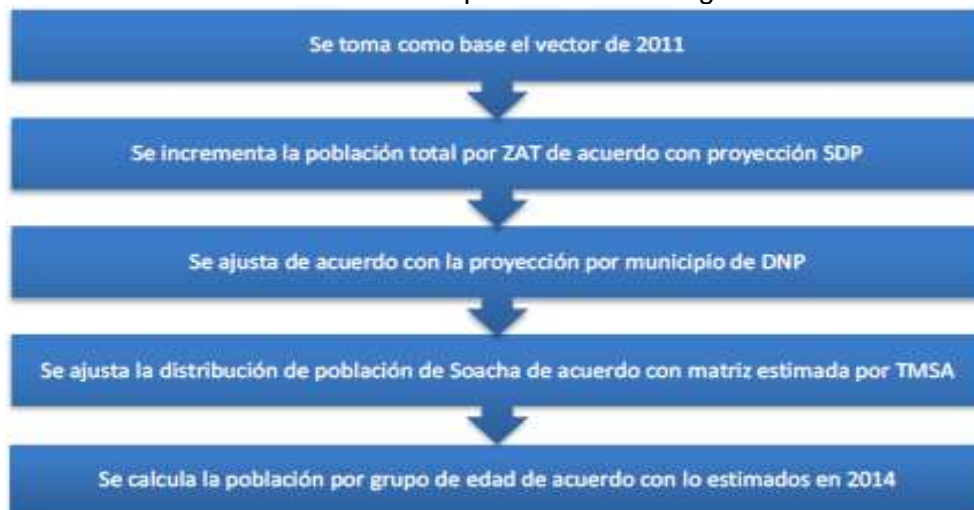 Se toma como base el vector de 2011
Se incrementa la población total por ZAT de acuerdo con proyección SDP
Se ajusta de acuerdo con la proyección por municipio de DNP
Se ajusta la distribución de población de Soacha de acuerdo con matriz estimada por TMSA
Se calcula la población por grupo de edad de acuerdo con lo estimados en 2014